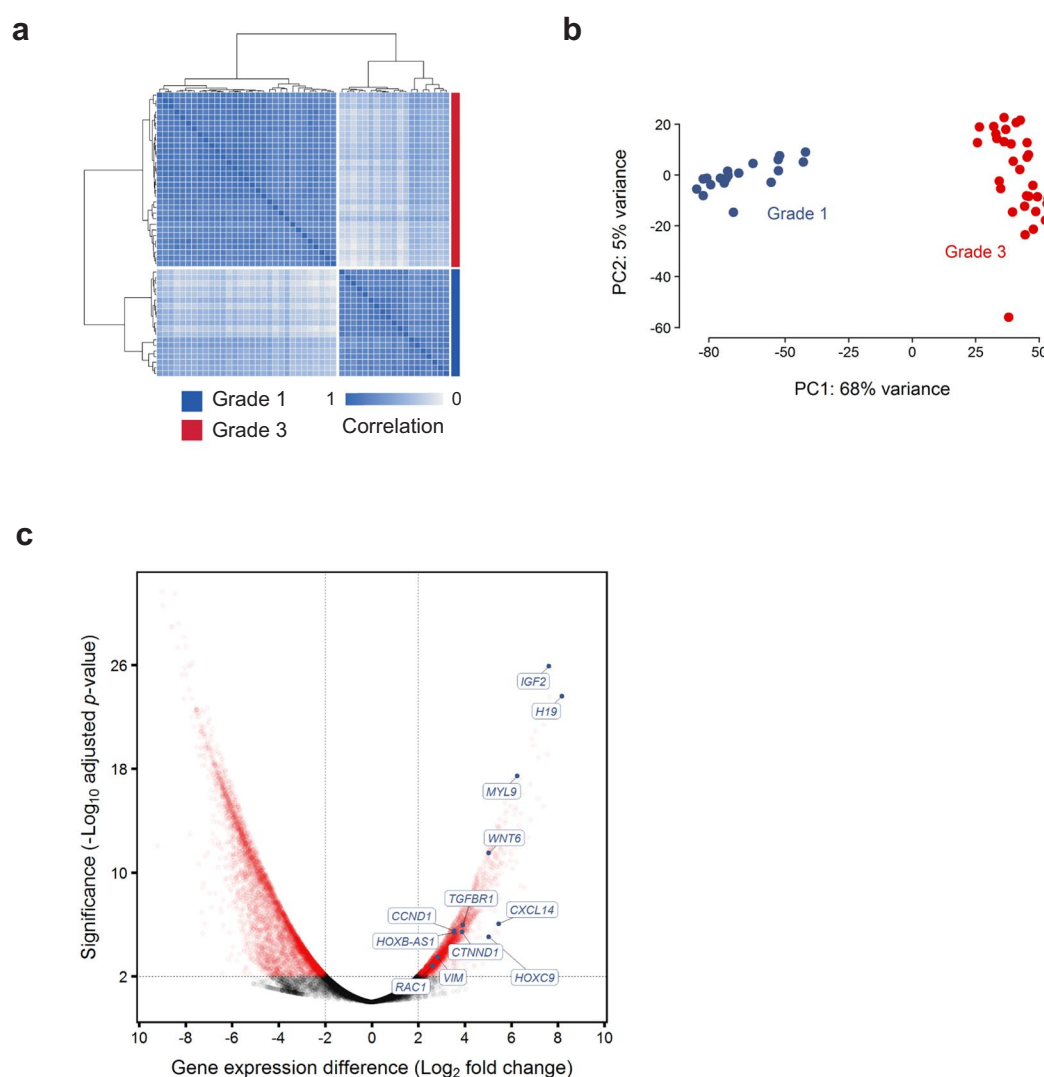 a
Grade 1
Grade 3
1
0
Correlation
b
20
0
-20
-40
-60
PC2: 5% variance
Grade 1
Grade 3
-80
-50
-25
0
25
50
PC1: 68% variance
c
Significance (-Log10 adjusted p-value)
26
18
10
2
IGF2
H19
MYL9
WNT6
TGFBR1
CCND1
CXCL14
HOXB-AS1
CTNND1
HOXC9
VIM
RAC1
10 -8 -6 -4 -2 0 2 4 6 8 10
Gene expression difference (Log2 fold change)